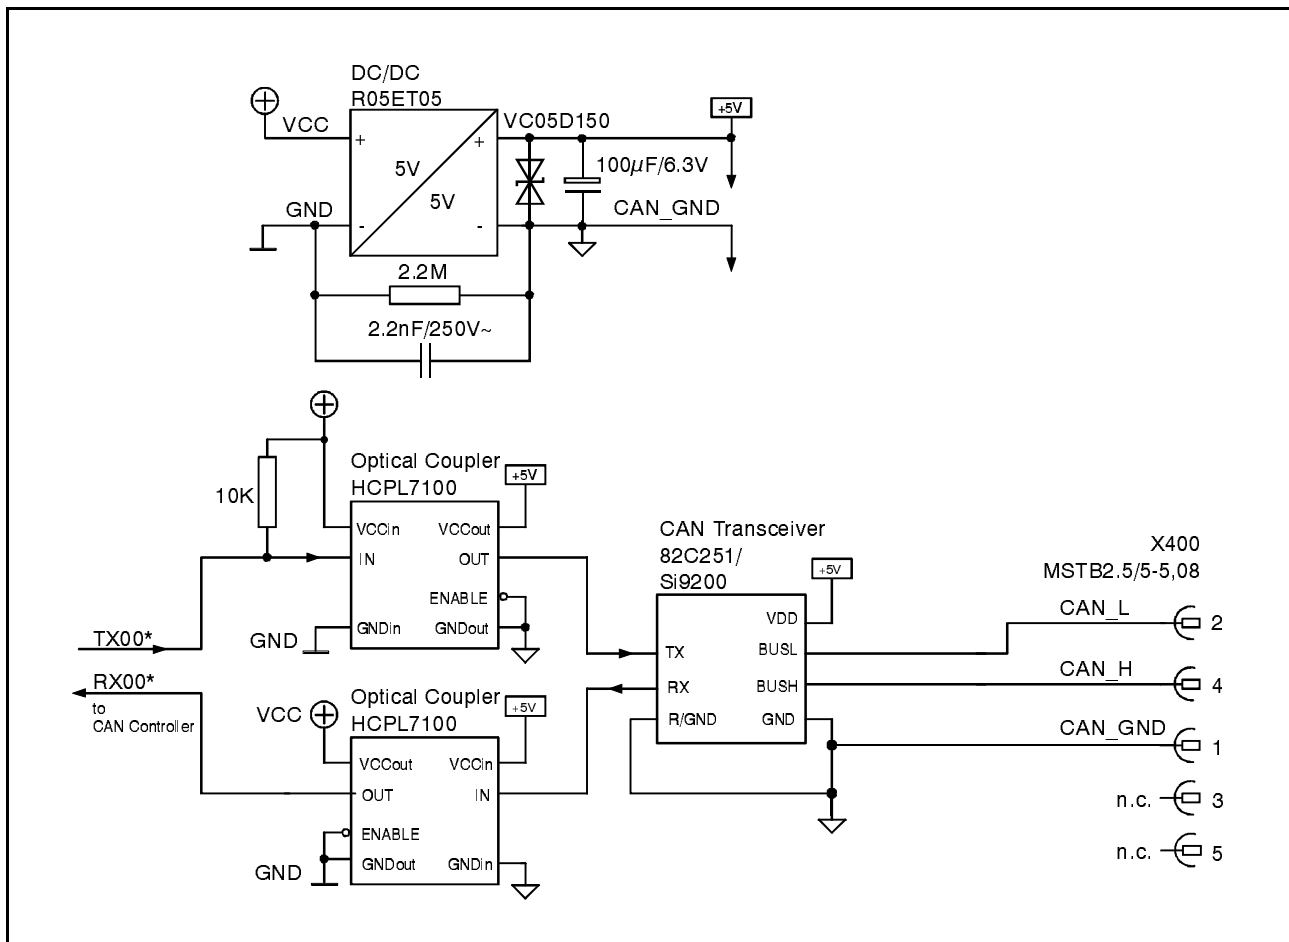 DC/DC
R05ET05
+5V
VCC
VC05D150
+
+
5V
100µF/6.3V
5V
GND
CAN_GND
-
-
2.2M
2.2nF/250V~
Optical Coupler
HCPL7100
+5V
10K
VCCin
VCCout
IN
OUT
ENABLE
GNDin
GNDout
GND
TX00*
CAN Transceiver
82C251/
Si9200
+5V
VDD
TX
BUSL
RX
BUSH
R/GND
GND
X400
MSTB2.5/5-5,08
CAN_L
2
CAN_H
4
CAN_GND
1
n.c.
3
n.c.
5
RX00*
to
CAN Controller
Optical Coupler
HCPL7100
VCC
+5V
VCCout
VCCin
OUT
IN
ENABLE
GNDout
GNDin
GND